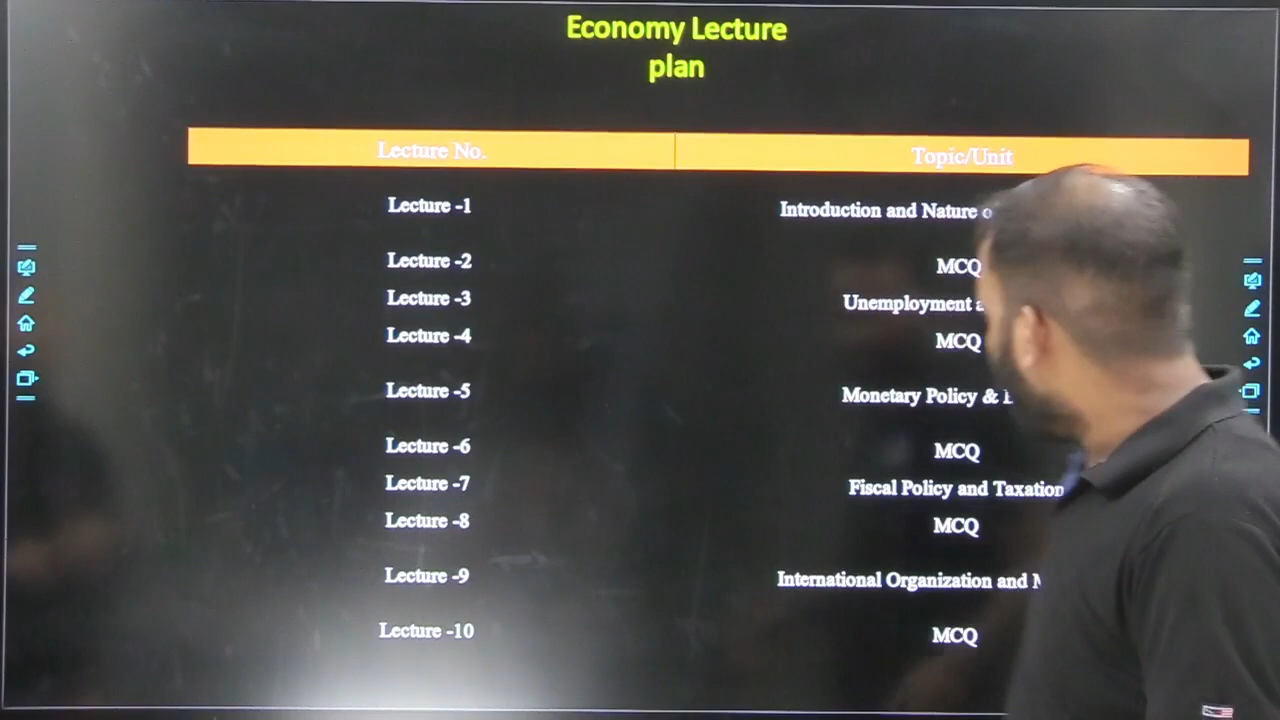 Economy Lecture
plan
Lecture No. Topic/Unit
Lecture -1 Introduction and Nature
Lecture -2 MCQ
Lecture -3 Unemployment
Lecture -4 MCQ
Lecture -5 Monetary Policy &
Lecture -6 MCQ
Lecture -7 Fiscal Policy and Taxation
Lecture -8 MCQ
Lecture -9 International Organization and
Lecture -10 MCQ